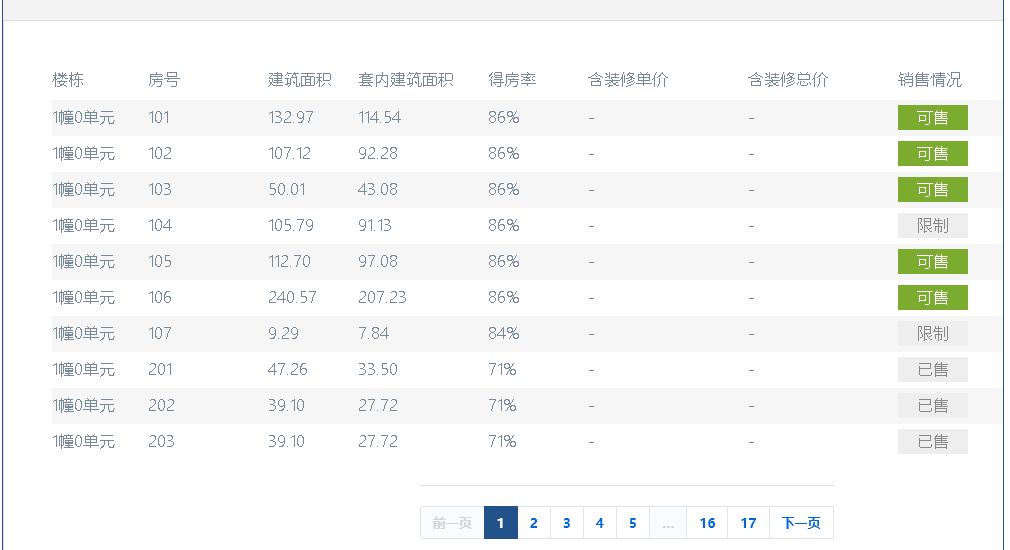 楼栋 房号 建筑面积 套内建筑面积 得房率 含装修单价 含装修总价 销售情况
1幢0单元 101 132.97 114.54 86% - - 可售
1幢0单元 102 107.12 92.28 86% - - 可售
1幢0单元 103 50.01 43.08 86% - - 可售
1幢0单元 104 105.79 91.13 86% - - 限制
1幢0单元 105 112.70 97.08 86% - - 可售
1幢0单元 106 240.57 207.23 86% - - 可售
1幢0单元 107 9.29 7.84 84% - - 限制
1幢0单元 201 47.26 33.50 71% - - 已售
1幢0单元 202 39.10 27.72 71% - - 已售
1幢0单元 203 39.10 27.72 71% - - 已售
前一页 1 2 3 4 5 ... 16 17 下一页